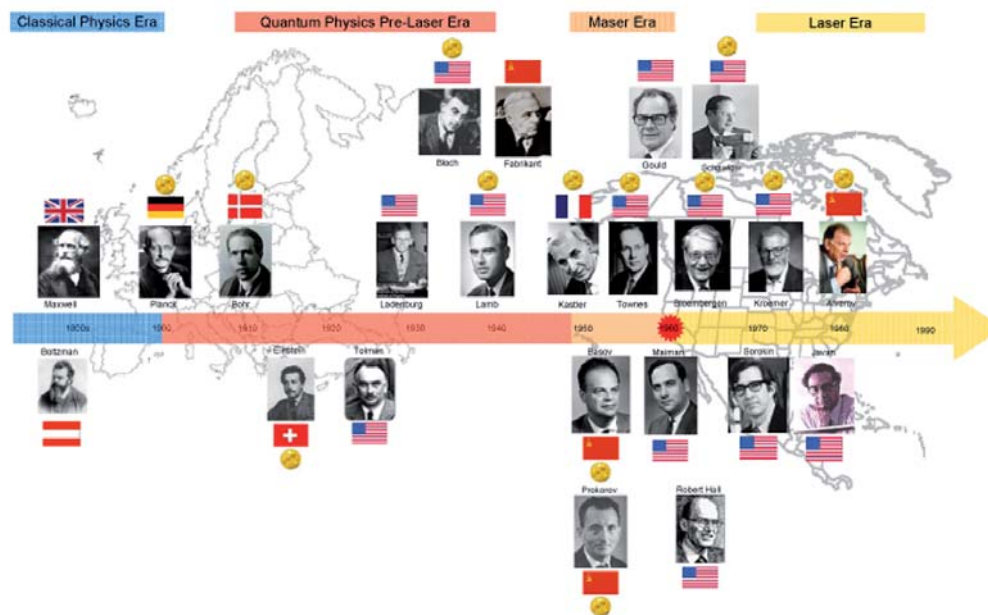 Classical Physics Era
Quantum Physics Pre-Laser Era
Maser Era
Laser Era
Bloch
Fabrikant
Gould
Maxwell
Planck
Bohr
Ladenburg
Lamb
Kastler
Townes
Bloembergen
Kroemer
1800s
1900
1910
1920
1930
1940
1950
1960
1970
1980
1990
Boltzman
Einstein
Tolman
Basov
Maiman
Sorokin
Javan
Prokorov
Robert Hall